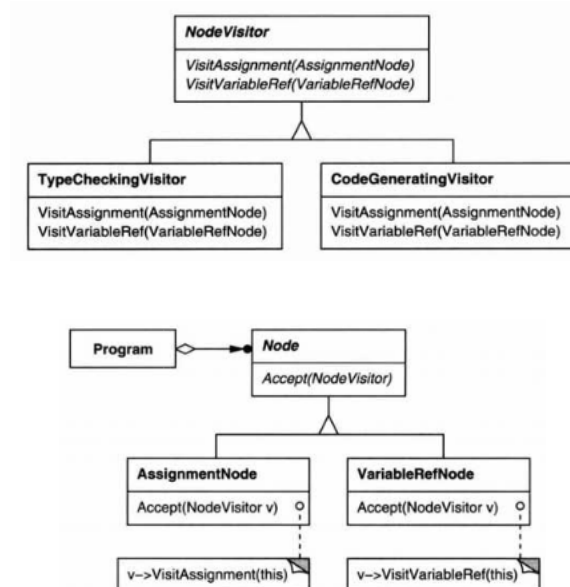 NodeVisitor
VisitAssignment(AssignmentNode)
VisitVariableRef(VariableRefNode)
TypeCheckingVisitor
VisitAssignment(AssignmentNode)
VisitVariableRef(VariableRefNode)
CodeGeneratingVisitor
VisitAssignment(AssignmentNode)
VisitVariableRef(VariableRefNode)
Program
Node
Accept(NodeVisitor)
AssignmentNode
Accept(NodeVisitor v)
VariableRefNode
Accept(NodeVisitor v)
v->VisitAssignment(this)
v->VisitVariableRef(this)